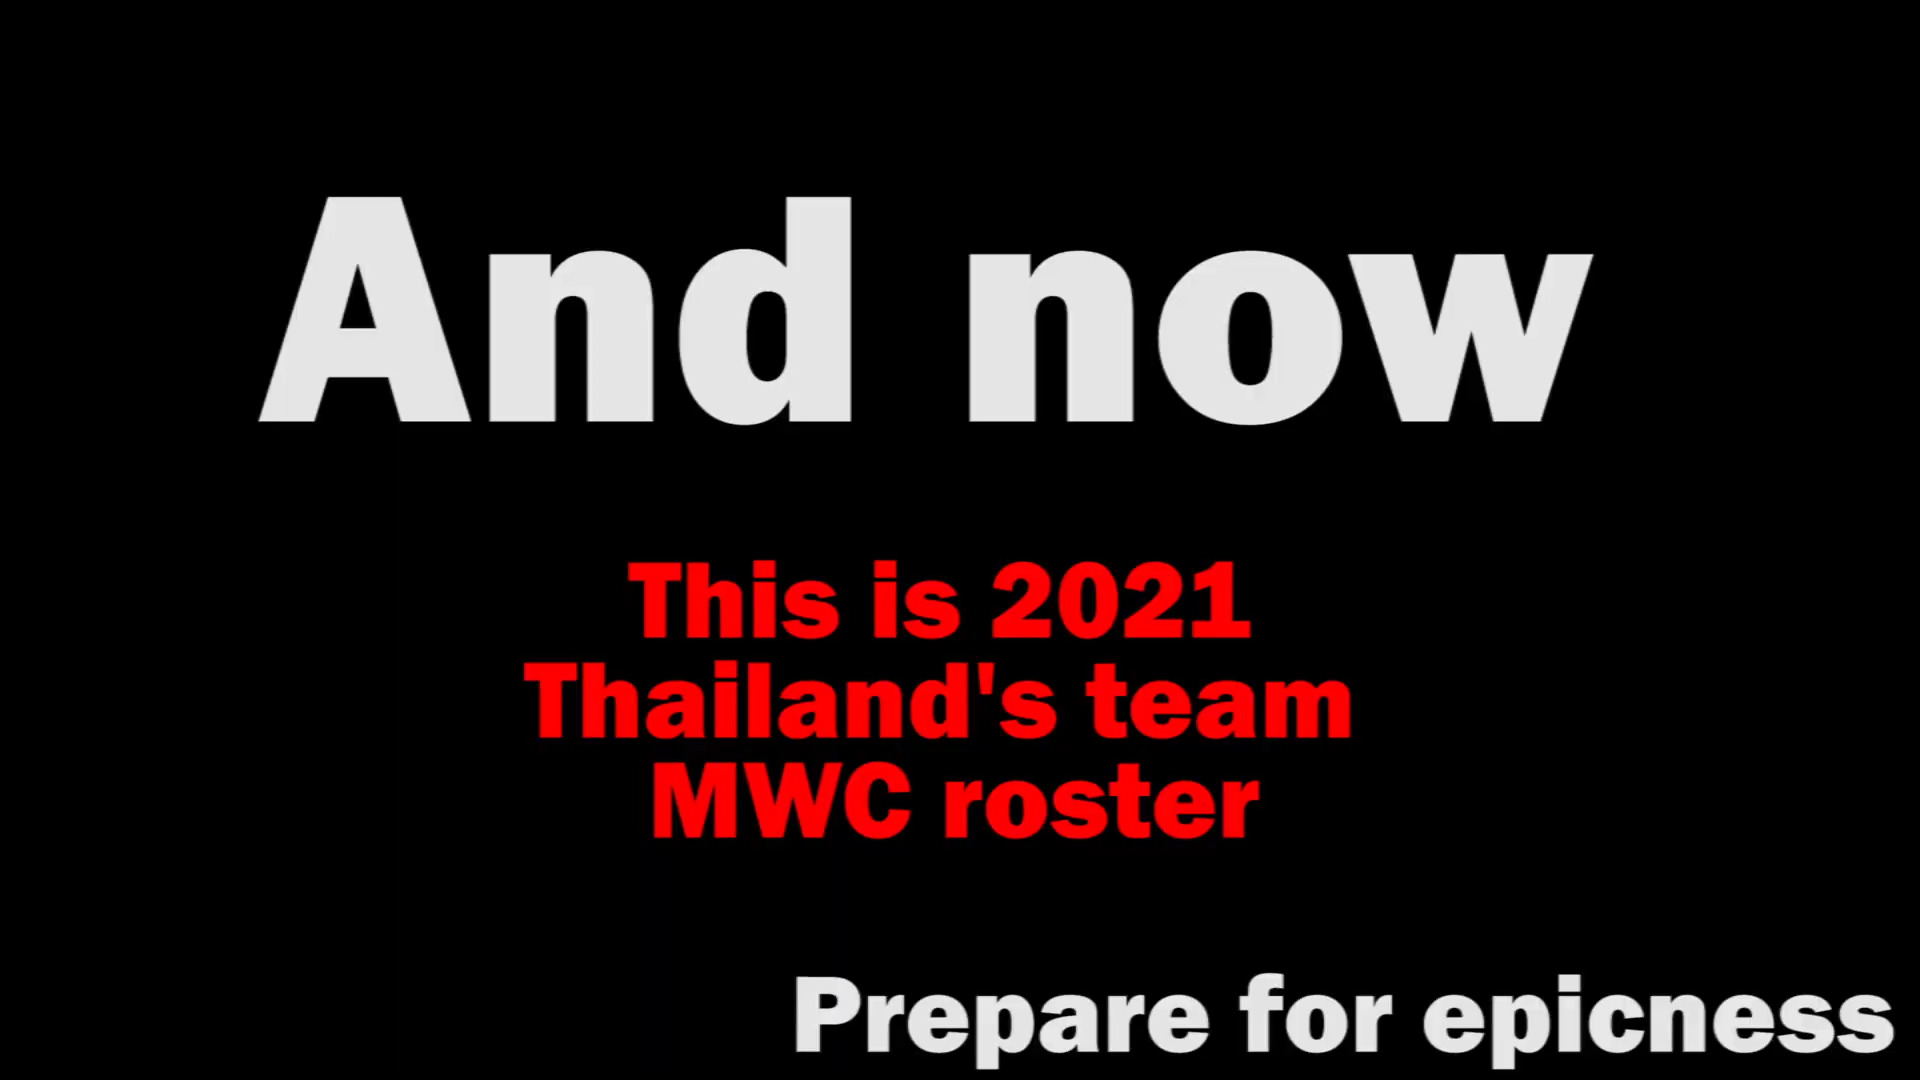 And now
This is 2021
Thailand's team
MWC roster
Prepare for epicness